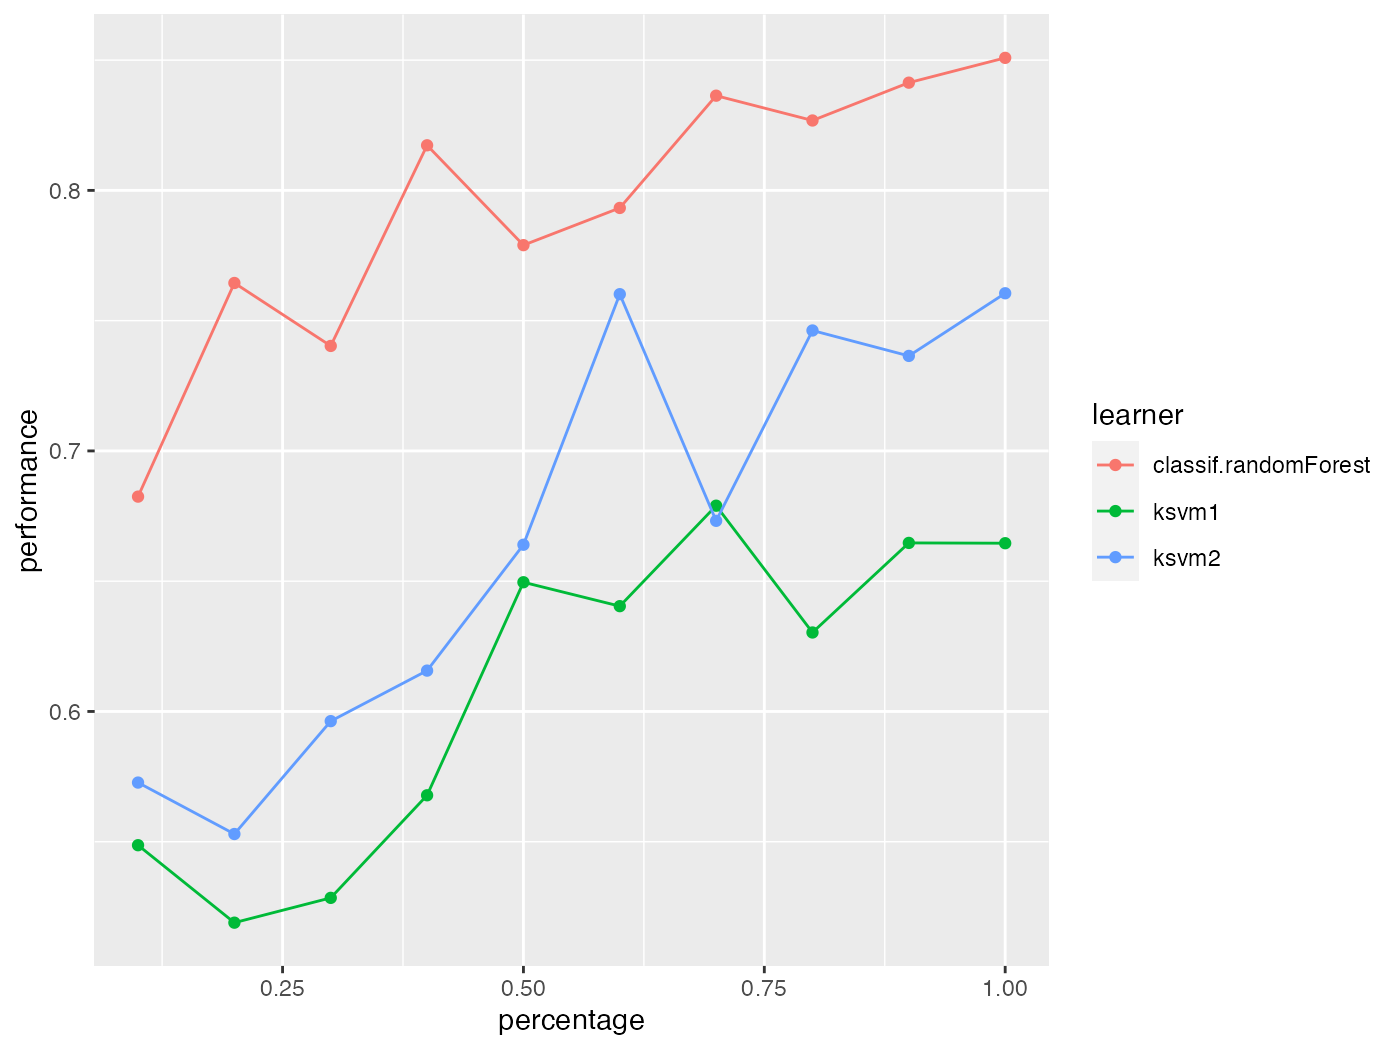 0.8
0.7
0.6
performance
0.25 0.50 0.75 1.00
percentage
learner
classif.randomForest
ksvm1
ksvm2